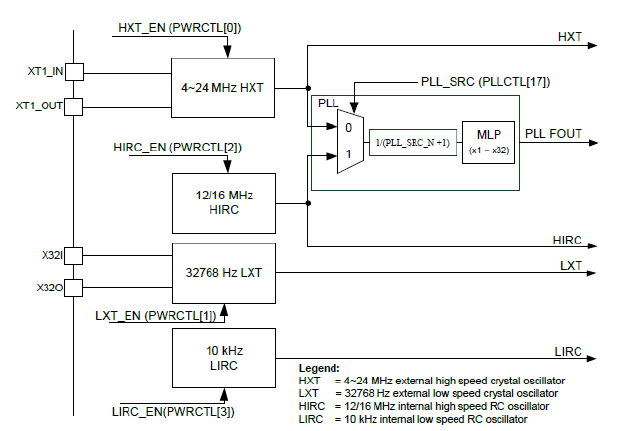 HXT_EN (PWRCTL[0])
HXT
XT1_IN
4~24 MHz HXT
PLL_SRC (PLLCTL[17])
XT1_OUT
PLL
0
1
1/(PLL_SRC_N +1)
MLP
(x1 – x32)
PLL FOUT
HIRC_EN (PWRCTL[2])
12/16 MHz
HIRC
HIRC
X32I
32768 Hz LXT
LXT
X32O
LXT_EN (PWRCTL[1])
10 kHz
LIRC
LIRC
LIRC_EN(PWRCTL[3])
Legend:
HXT = 4~24 MHz external high speed crystal oscillator
LXT = 32768 Hz external low speed crystal oscillator
HIRC = 12/16 MHz internal high speed RC oscillator
LIRC = 10 kHz internal low speed RC oscillator